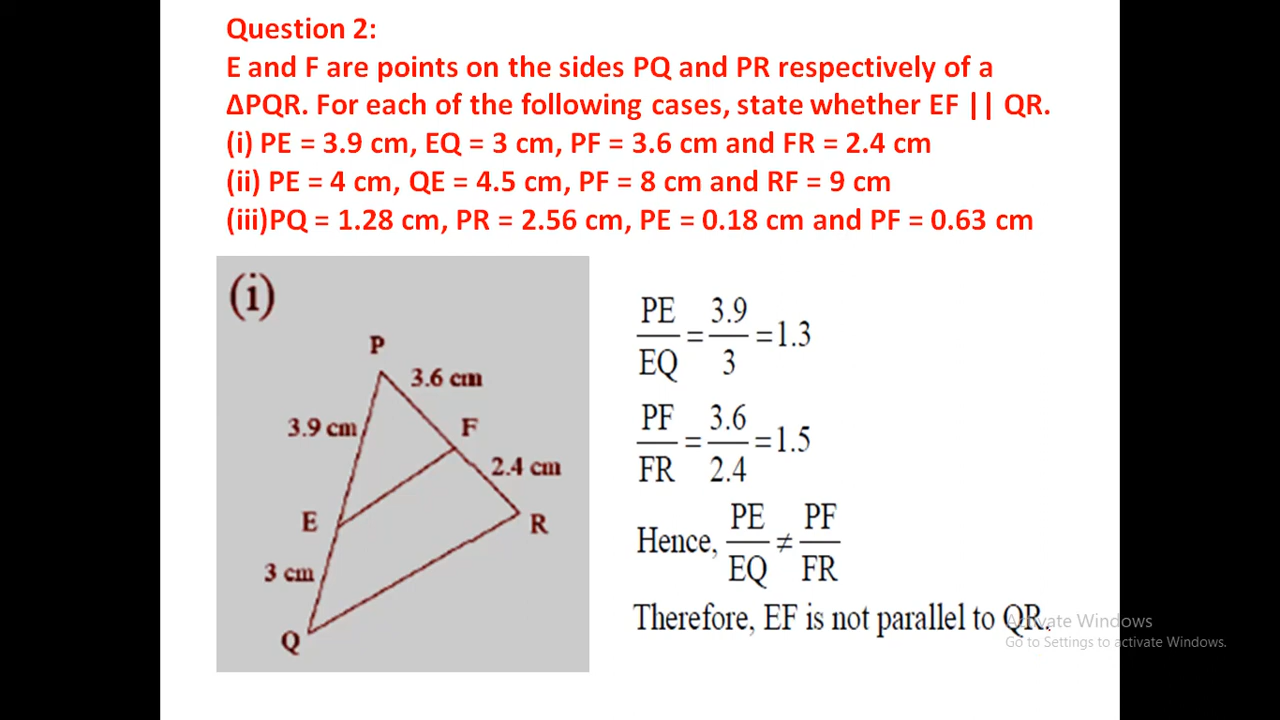 Question 2:
E and F are points on the sides PQ and PR respectively of a
ΔPQR. For each of the following cases, state whether EF || QR.
(i) PE = 3.9 cm, EQ = 3 cm, PF = 3.6 cm and FR = 2.4 cm
(ii) PE = 4 cm, QE = 4.5 cm, PF = 8 cm and RF = 9 cm
(iii)PQ = 1.28 cm, PR = 2.56 cm, PE = 0.18 cm and PF = 0.63 cm
(i)
P
3.6 cm
3.9 cm
F
2.4 cm
E
R
3 cm
Q
PE/EQ = 3.9/3 = 1.3
PF/FR = 3.6/2.4 = 1.5
Hence, PE/EQ ≠ PF/FR
Therefore, EF is not parallel to QR.
Activate Windows
Go to Settings to activate Windows.